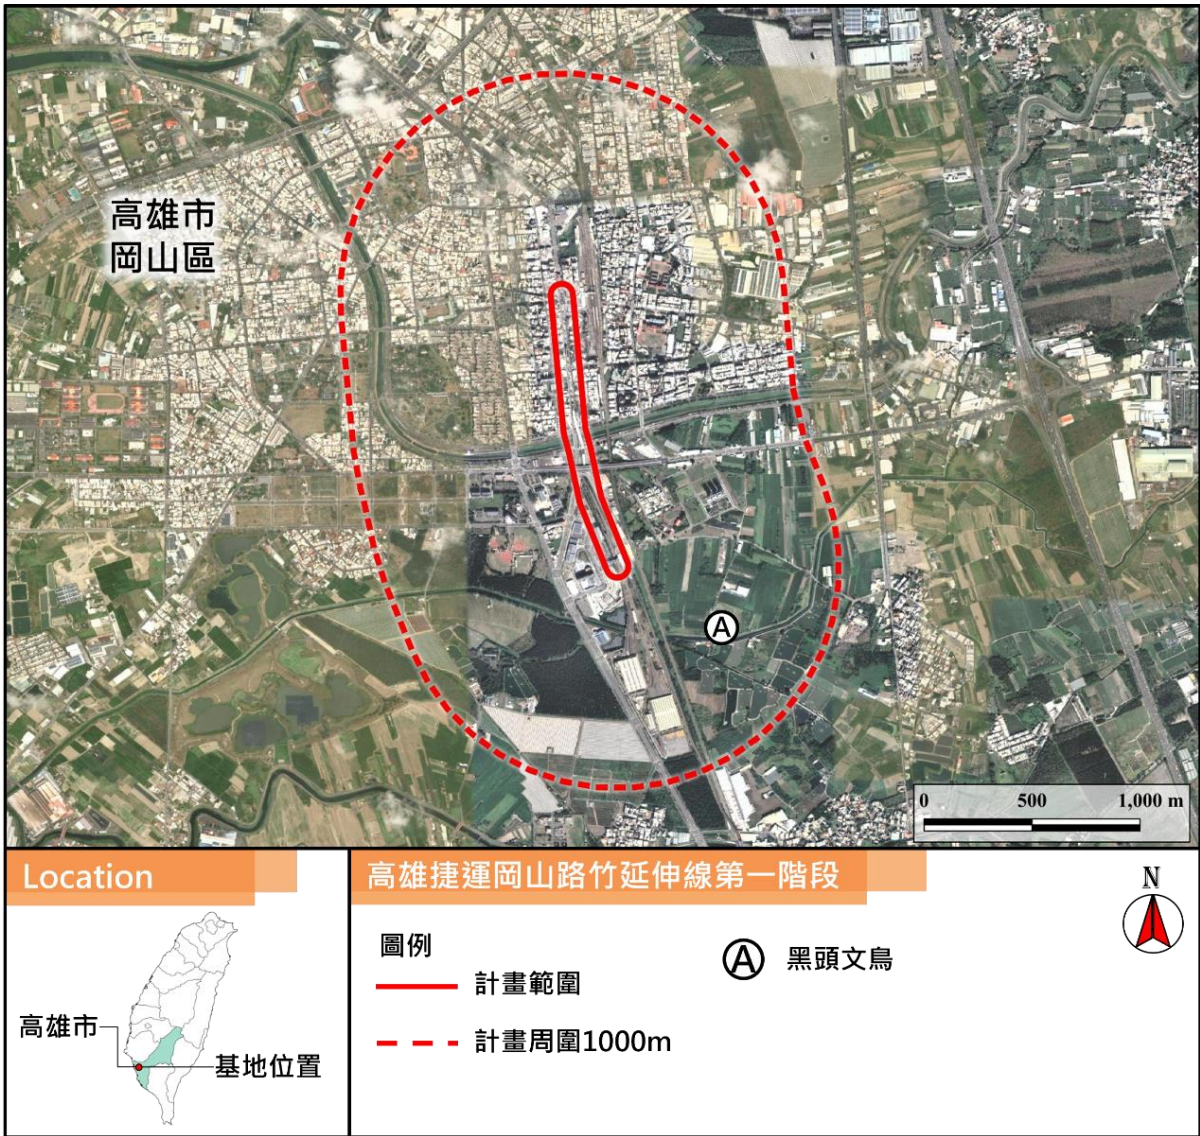 高雄市
岡山區
A
0 500 1,000 m
Location
高雄市
基地位置
高雄捷運岡山路竹延伸線第一階段
圖例
計畫範圍
計畫周圍1000m
A 黑頭文鳥
N